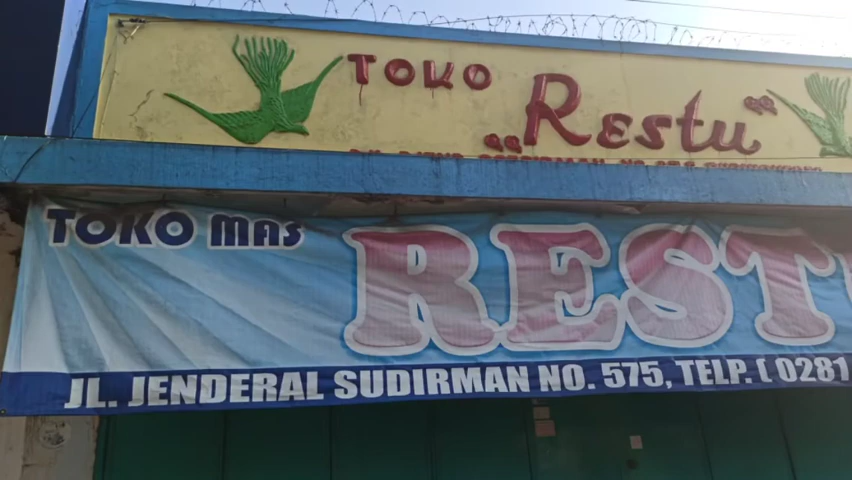 TOKO
„Restu"
TOKO MAS
REST
JL. JENDERAL SUDIRMAN NO. 575, TELP. ( 0281